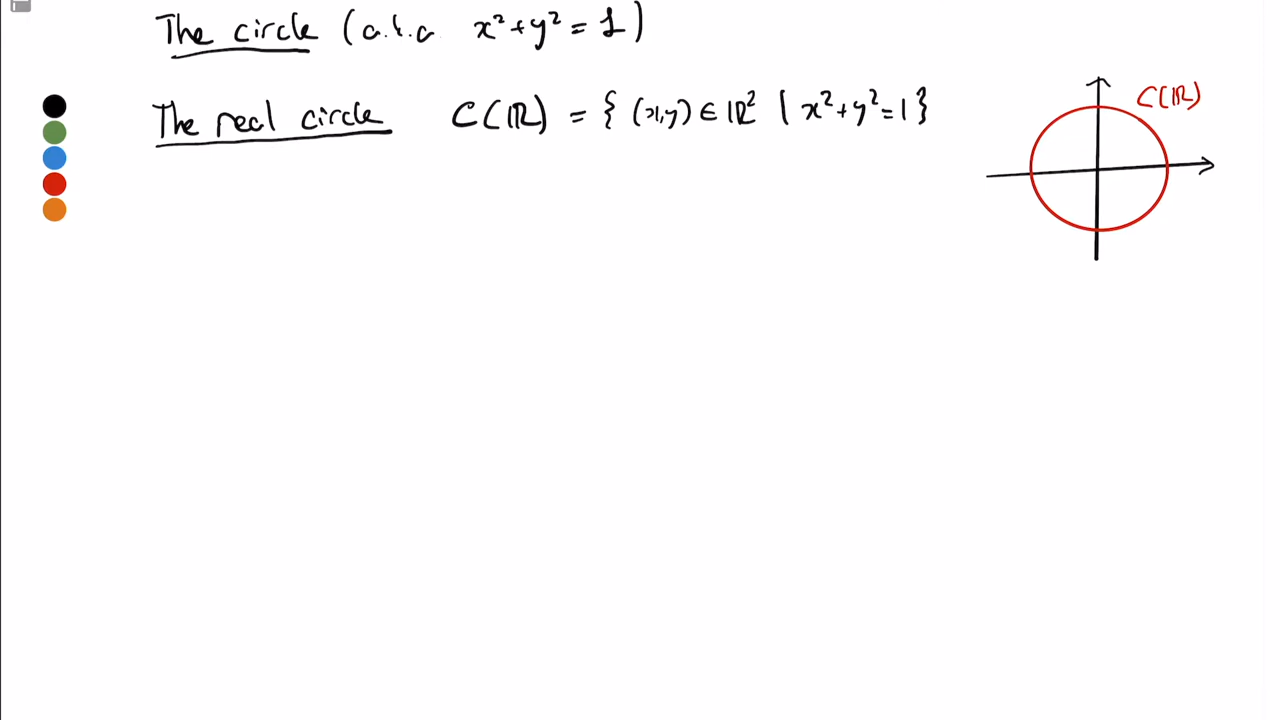 The circle (a.k.a x²+y² = 1)
The real circle C(ℝ) = { (x,y) ∈ ℝ² | x²+y²=1 }
C(ℝ)